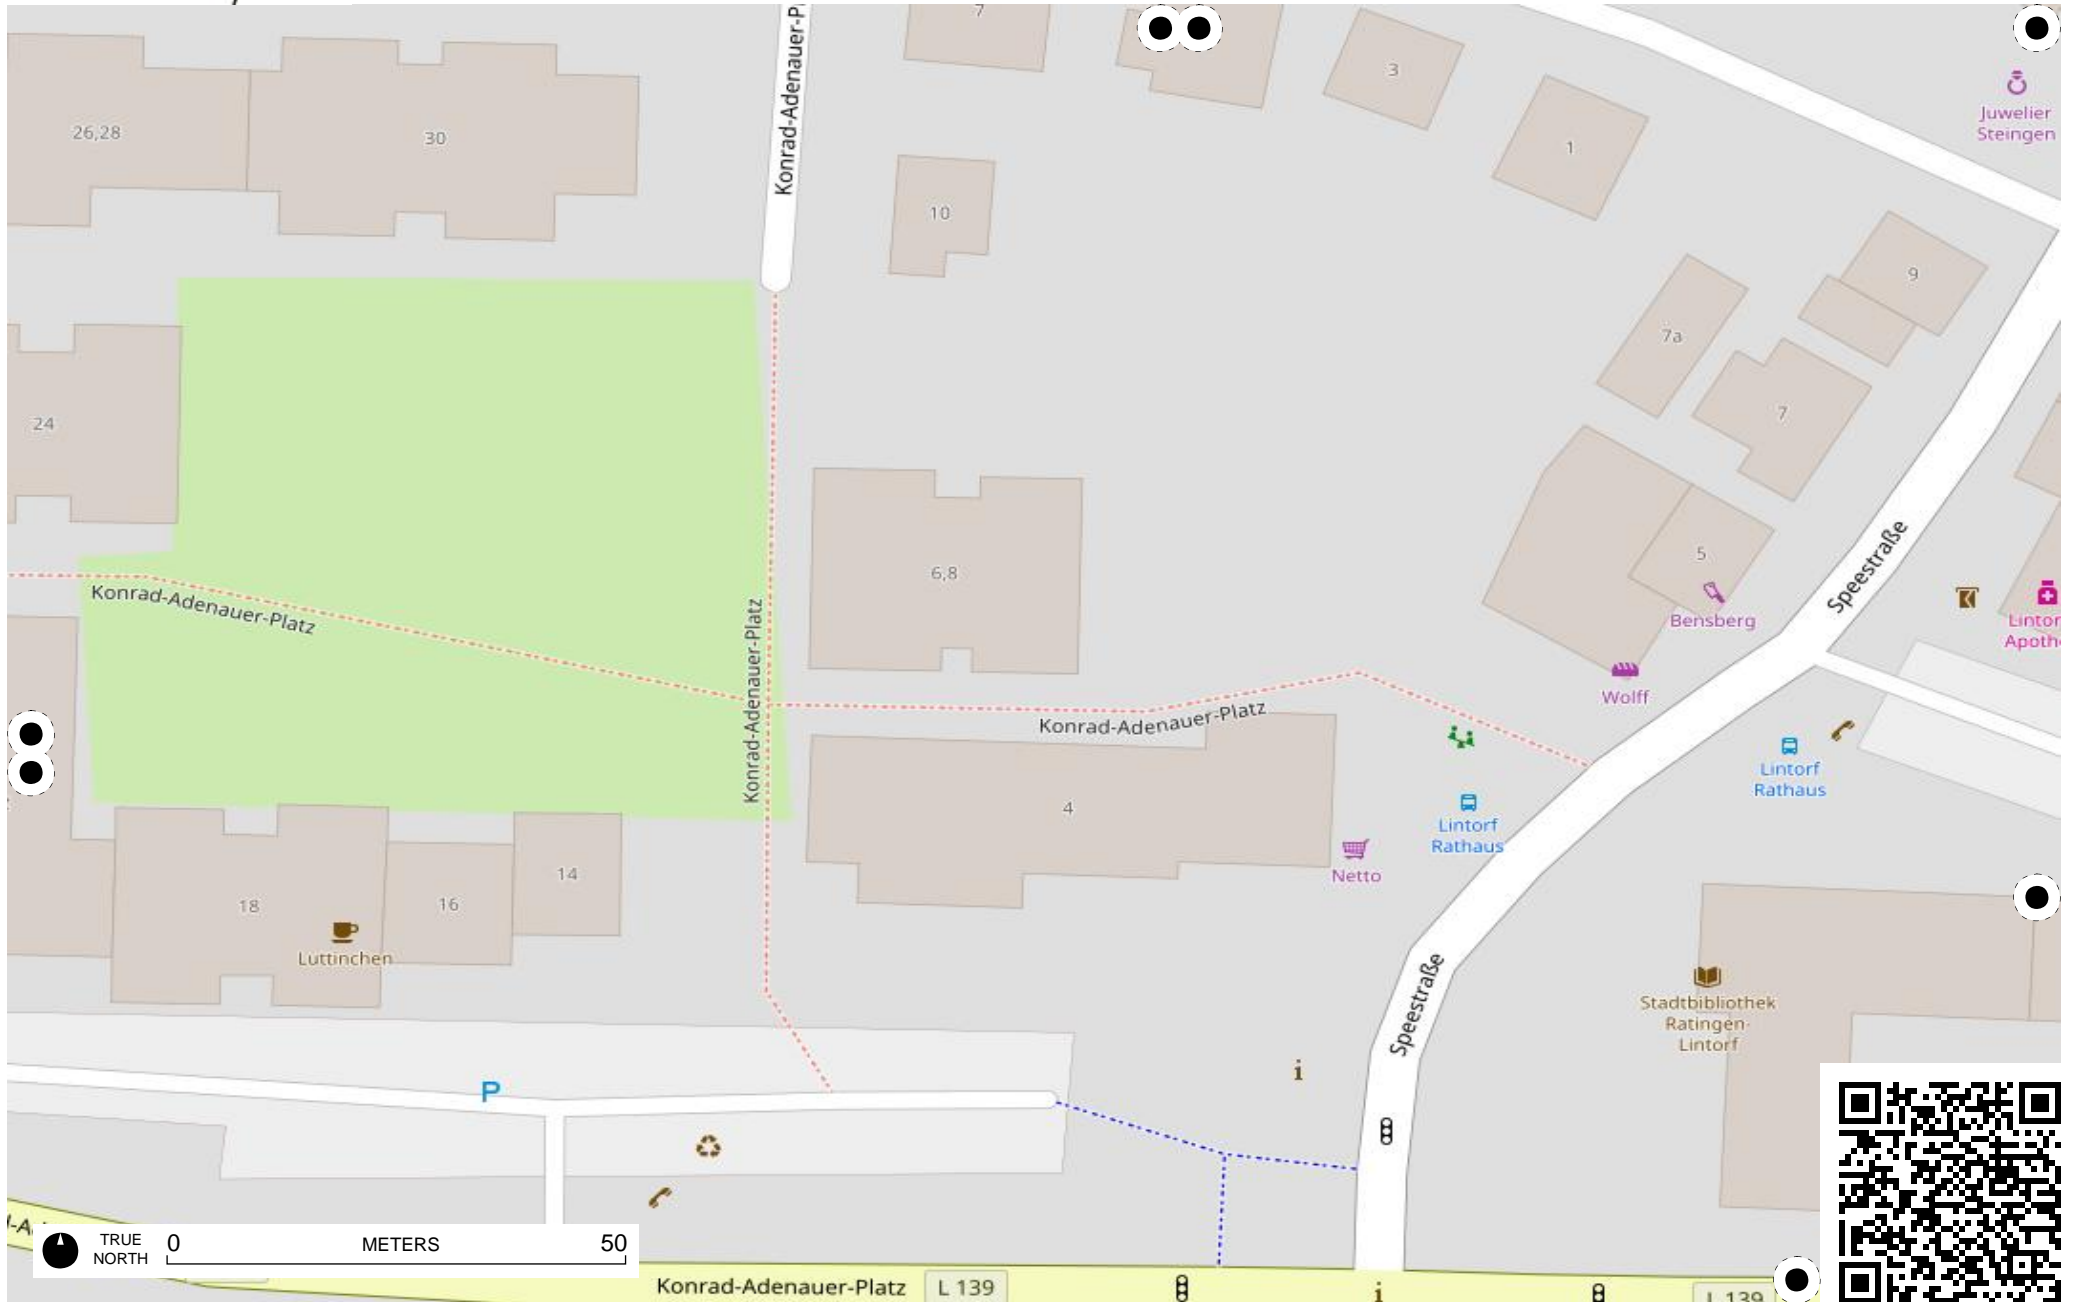 Konrad-Adenauer-P
7
3
1
Juwelier
Steingen
26,28
30
10
9
7a
7
24
6,8
5
Bensberg
Speestraße
Lintor
Apoth
Konrad-Adenauer-Platz
Konrad-Adenauer-Platz
Konrad-Adenauer-Platz
Wolff
Lintorf
Rathaus
4
Lintorf
Rathaus
Netto
14
16
18
Luttinchen
Speestraße
Stadtbibliothek
Ratingen-
Lintorf
P
i
TRUE
NORTH
0
METERS
50
Konrad-Adenauer-Platz
L 139
i
L 139